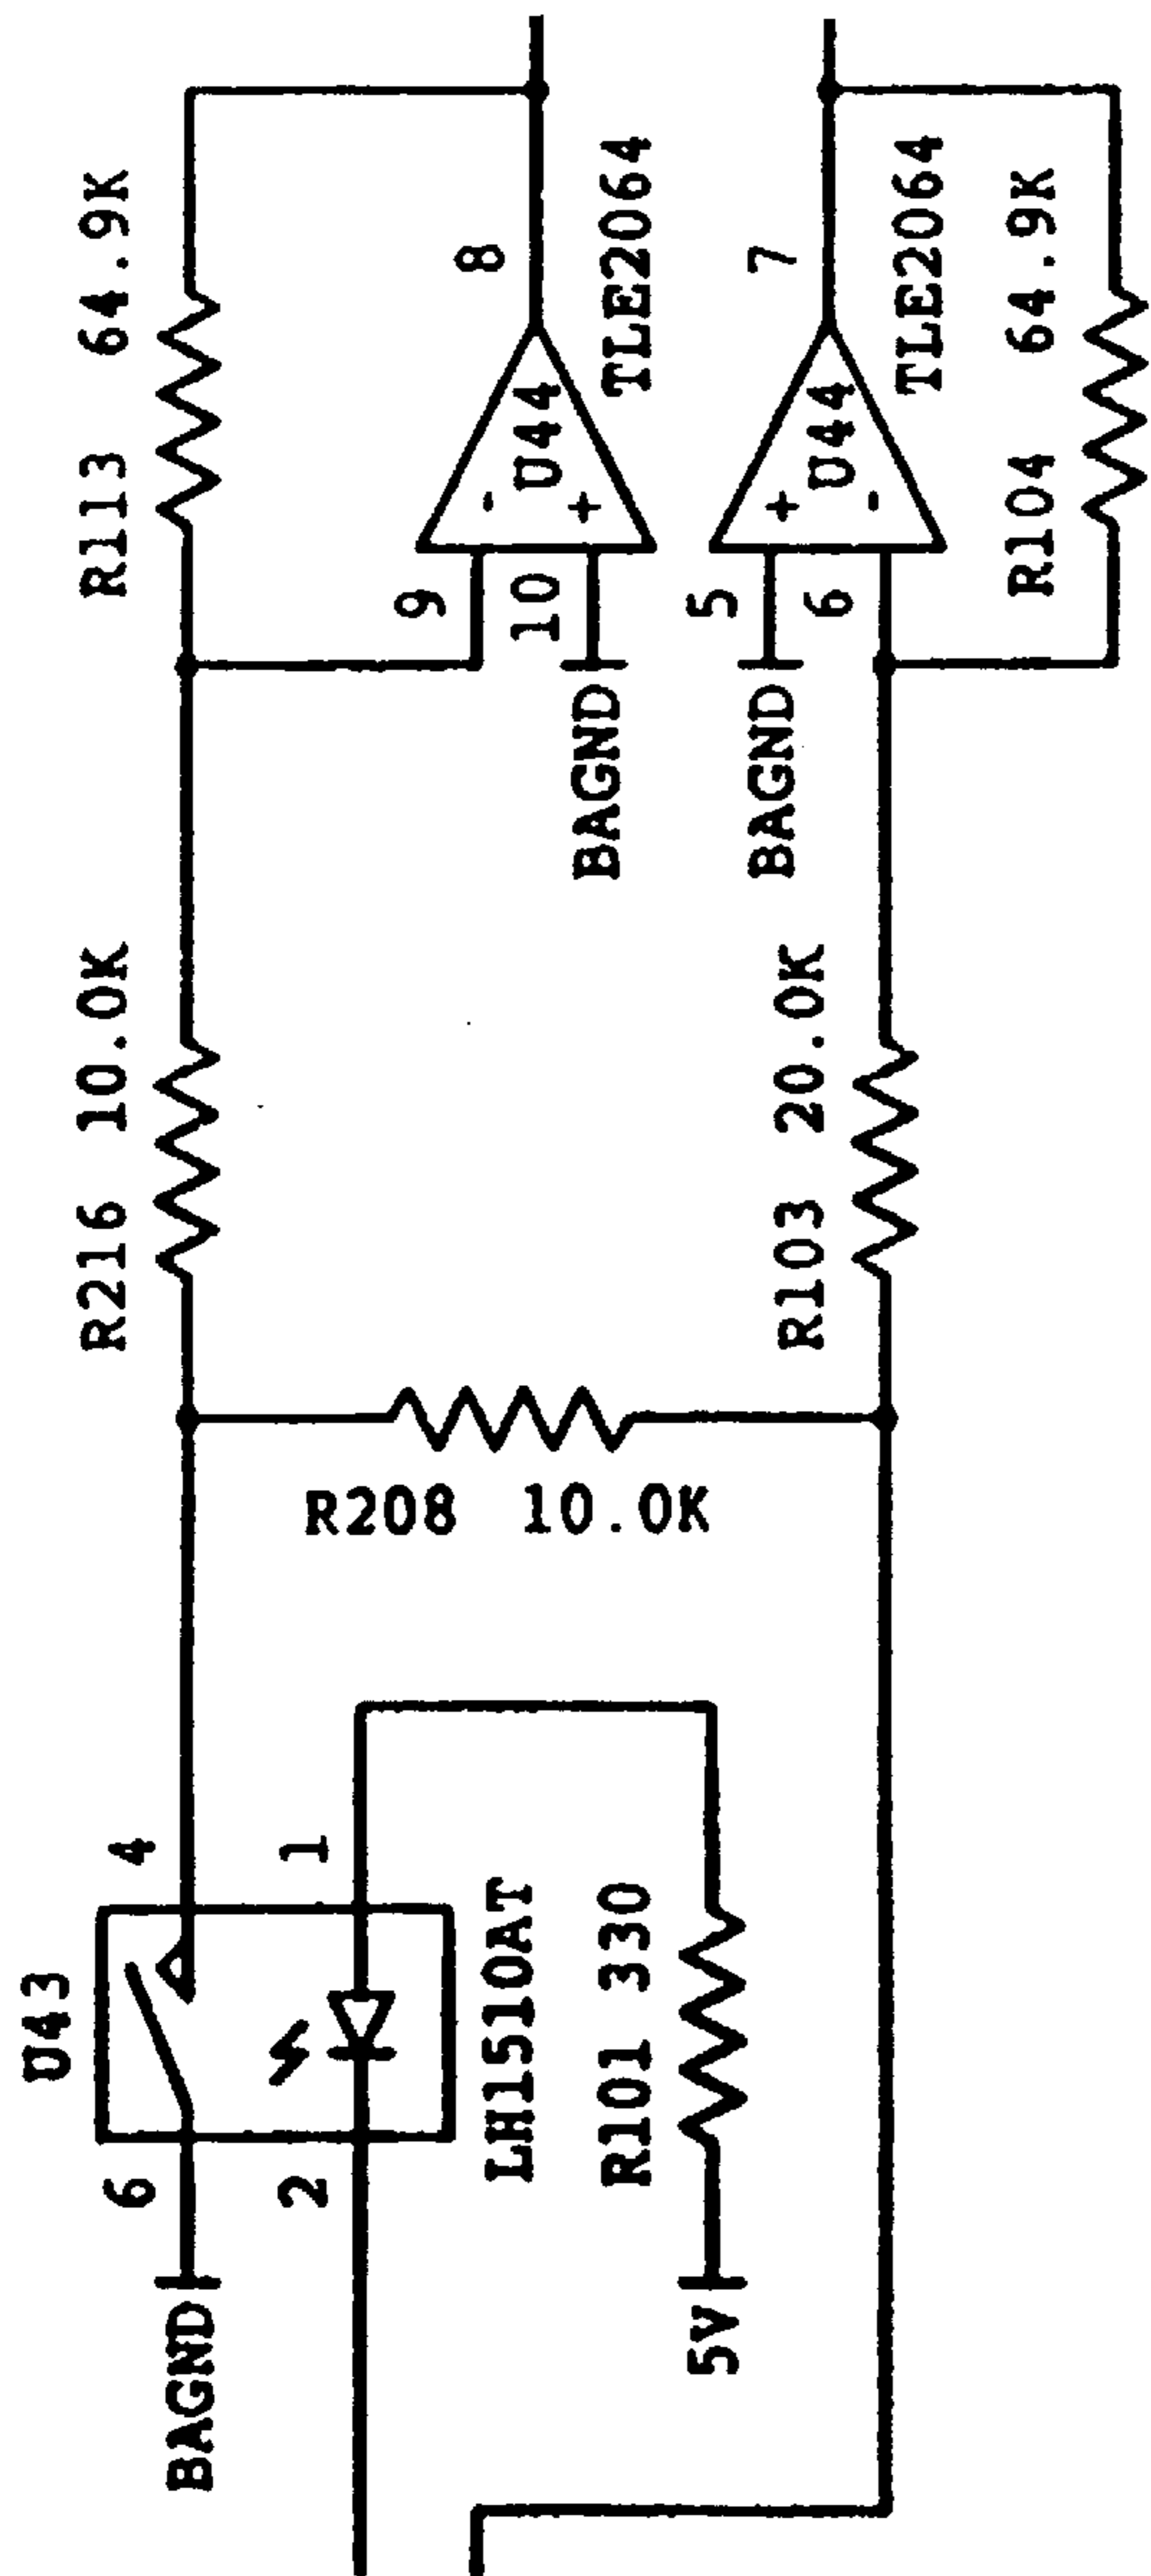 R113 64.9K
8
TLE2064
U44
-
+
9
10
BAGND
7
TLE2064
U44
+
-
5
6
BAGND
R104 64.9K
R216 10.0K
R103 20.0K
R208 10.0K
U43
4
1
6
2
LH1510AT
BAGND
R101 330
5V